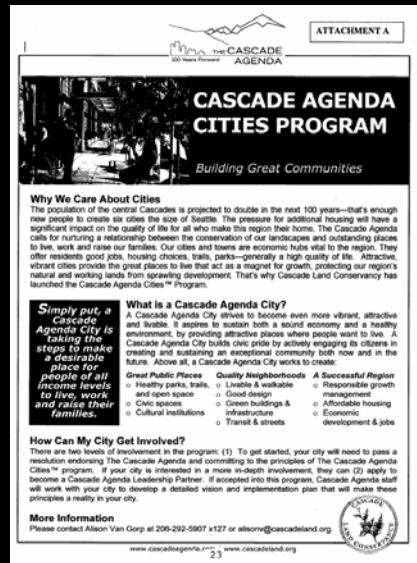 ATTACHMENT A
THE CASCADE
100 Years Forward AGENDA
CASCADE AGENDA
CITIES PROGRAM
Building Great Communities
Why We Care About Cities
The population of the central Cascades is projected to double in the next 100 years—that's enough
new people to create six cities the size of Seattle. The pressure for additional housing will have a
significant impact on the quality of life for all who make this region their home. The Cascade Agenda
calls for nurturing a relationship between the conservation of our landscapes and outstanding places
to live, work and raise our families. Our cities and towns are economic hubs vital to the region. They
offer residents good jobs, housing choices, trails, parks—generally a high quality of life. Attractive,
vibrant cities provide the great places to live that act as a magnet for growth, protecting our region's
natural and working lands from sprawling development. That's why Cascade Land Conservancy has
launched the Cascade Agenda Cities™ Program.
Simply put, a
Cascade
Agenda City is
taking the
steps to make
a desirable
place for
people of all
income levels
to live, work
and raise their
families.
What is a Cascade Agenda City?
A Cascade Agenda City strives to become even more vibrant, attractive
and livable. It aspires to sustain both a sound economy and a healthy
environment, by providing attractive places where people want to live. A
Cascade Agenda City builds civic pride by actively engaging its citizens in
creating and sustaining an exceptional community both now and in the
future. Above all, a Cascade Agenda City works to create:
Great Public Places
o Healthy parks, trails,
and open space
o Civic spaces
o Cultural institutions
Quality Neighborhoods
o Livable & walkable
o Good design
o Green buildings &
infrastructure
o Transit & streets
A Successful Region
o Responsible growth
management
o Affordable housing
o Economic
development & jobs
How Can My City Get Involved?
There are two levels of involvement in the program: (1) To get started, your city will need to pass a
resolution endorsing The Cascade Agenda and committing to the principles of The Cascade Agenda
Cities™ program. If your city is interested in a more in-depth involvement, they can (2) apply to
become a Cascade Agenda Leadership Partner. If accepted into this program, Cascade Agenda staff
will work with your city to develop a detailed vision and implementation plan that will make these
principles a reality in your city.
More Information
Please contact Alison Van Gorp at 206-292-5907 x127 or alisonv@cascadeland.org.
CASCADE
LAND CONSERVANCY
www.cascadeagenda.com | www.cascadeland.org
23